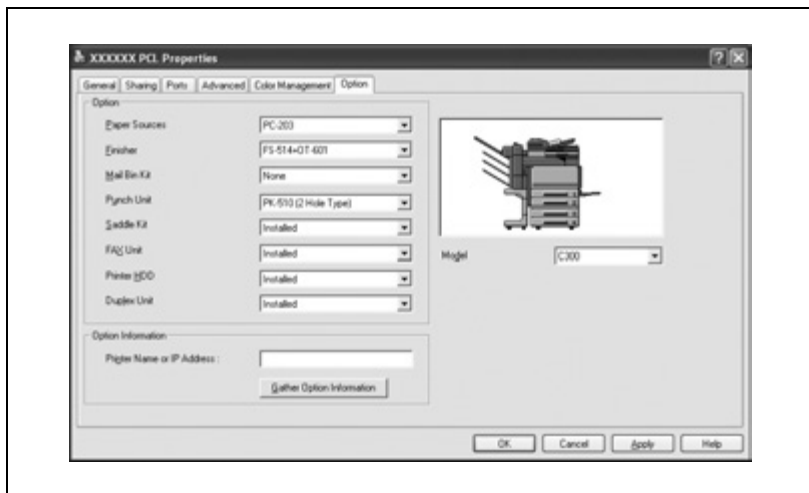 XXXXXX PCL Properties
General Sharing Ports Advanced Color Management Option
Option
Paper Sources PC-203
Finisher FS-514+OT-601
Mail Bin Kit None
Punch Unit PK-510 (2 Hole Type)
Saddle Kit Installed
FAX Unit Installed
Model C300
Printer HDD Installed
Duplex Unit Installed
Option Information
Printer Name or IP Address :
Gather Option Information
OK Cancel Apply Help